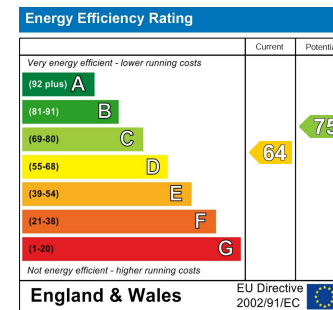 Energy Efficiency Rating
Current Potentia
Very energy efficient - lower running costs
(92 plus) A
(81-91) B
(69-80) C
(55-68) D
(39-54) E
(21-38) F
(1-20) G
64
75
Not energy efficient - higher running costs
England & Wales
EU Directive
2002/91/EC